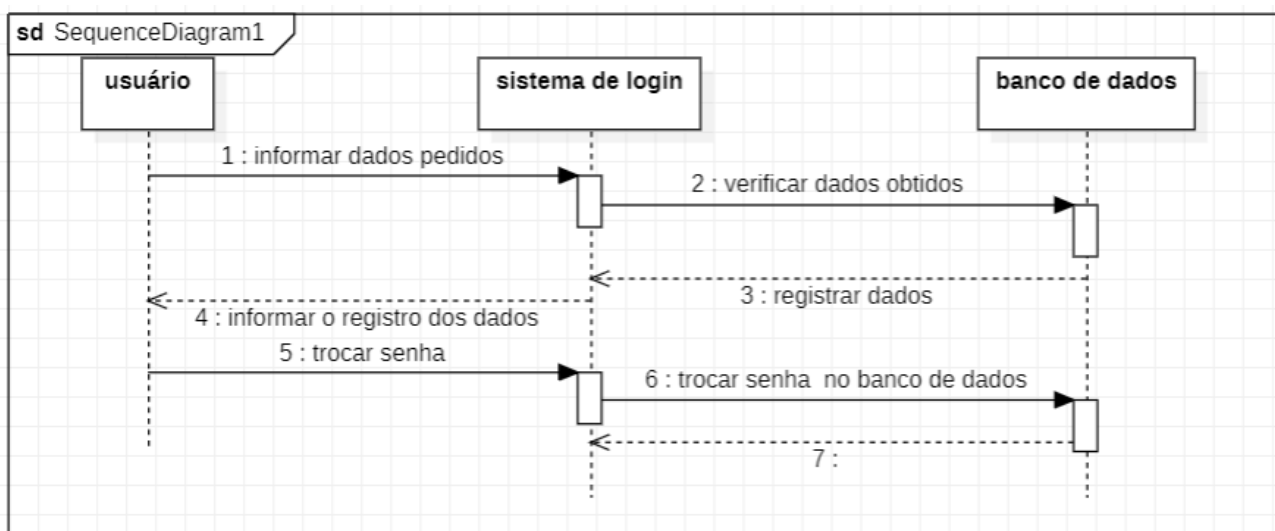 sd SequenceDiagram1
usuário
sistema de login
banco de dados
1 : informar dados pedidos
2 : verificar dados obtidos
3 : registrar dados
4 : informar o registro dos dados
5 : trocar senha
6 : trocar senha  no banco de dados
7 :